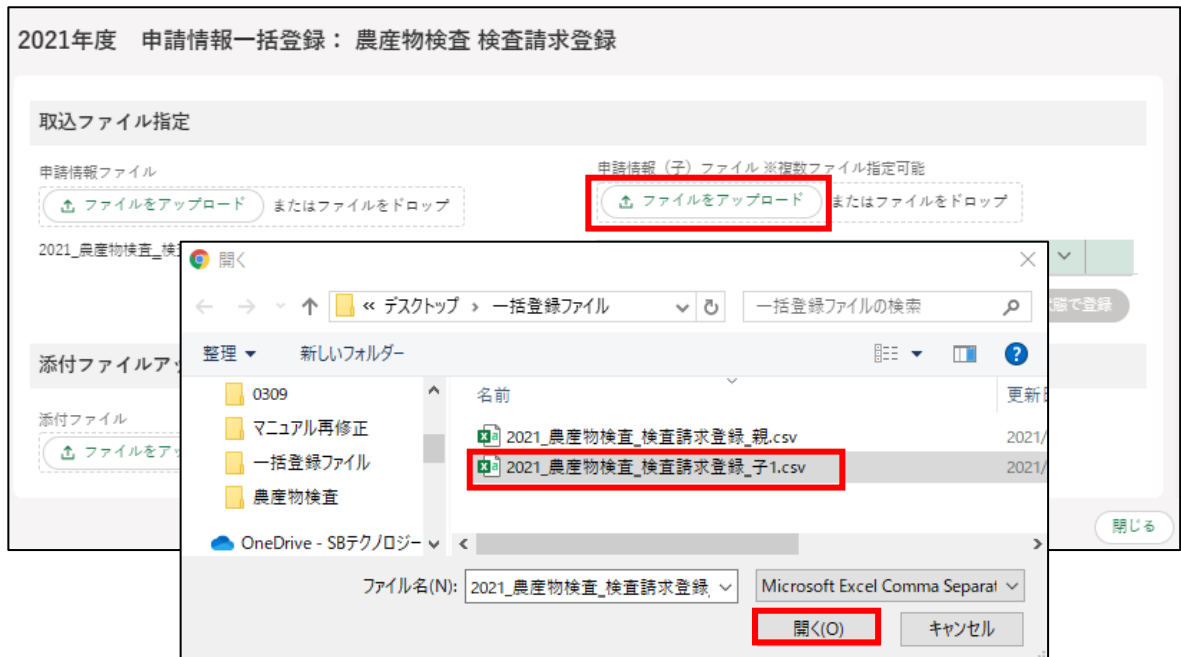 2021年度　申請情報一括登録： 農産物検査 検査請求登録
取込ファイル指定
申請情報ファイル
ファイルをアップロード
またはファイルをドロップ
申請情報（子）ファイル ※複数ファイル指定可能
ファイルをアップロード
またはファイルをドロップ
2021_農産物検査_検
態で登録
添付ファイルア
添付ファイル
ファイルをア
閉じる
開く
« デスクトップ › 一括登録ファイル
一括登録ファイルの検索
整理
新しいフォルダー
0309
マニュアル再修正
一括登録ファイル
農産物検査
OneDrive - SBテクノロジー
名前
更新
2021_農産物検査_検査請求登録_親.csv
2021/
2021_農産物検査_検査請求登録_子1.csv
2021/
ファイル名(N):
2021_農産物検査_検査請求登録_
Microsoft Excel Comma Separat
開く(O)
キャンセル